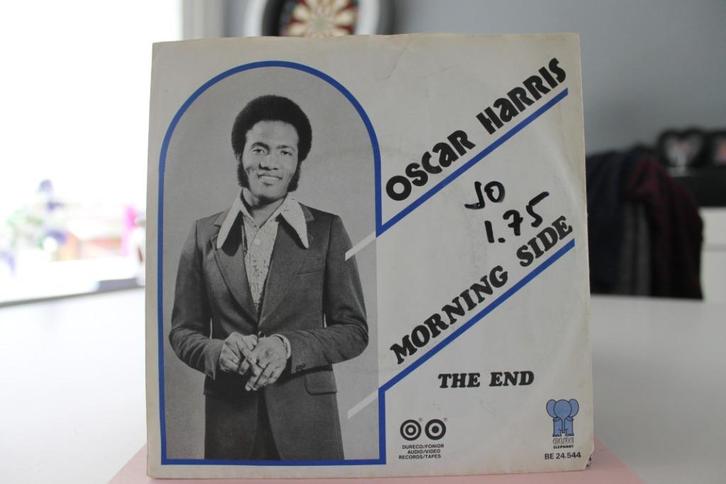 OSCAR HARRIS
JO
1.75
MORNING SIDE
THE END
DURECO/FONIOR
AUDIO/VIDEO
RECORDS/TAPES
ELEPHANT
BE 24.544